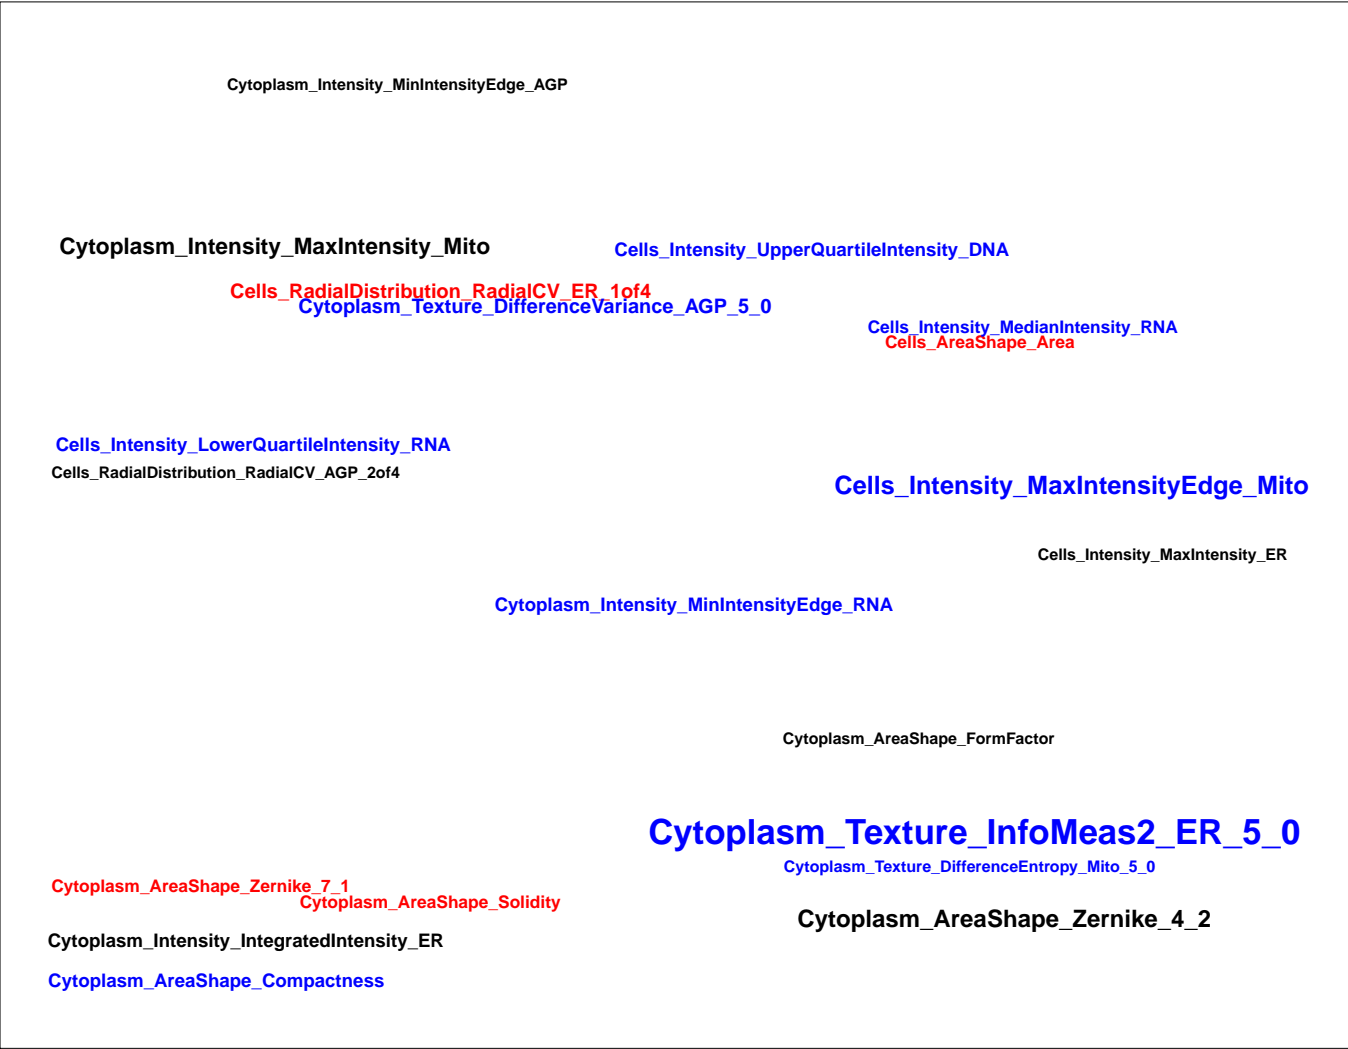 Cytoplasm_Intensity_MinIntensityEdge_AGP
Cytoplasm_Intensity_MaxIntensity_Mito
Cells_Intensity_UpperQuartileIntensity_DNA
Cells_RadialDistribution_RadialCV_ER_1of4
Cytoplasm_Texture_DifferenceVariance_AGP_5_0
Cells_Intensity_MedianIntensity_RNA
Cells_AreaShape_Area
Cells_Intensity_LowerQuartileIntensity_RNA
Cells_RadialDistribution_RadialCV_AGP_2of4
Cells_Intensity_MaxIntensityEdge_Mito
Cells_Intensity_MaxIntensity_ER
Cytoplasm_Intensity_MinIntensityEdge_RNA
Cytoplasm_AreaShape_FormFactor
Cytoplasm_Texture_InfoMeas2_ER_5_0
Cytoplasm_Texture_DifferenceEntropy_Mito_5_0
Cytoplasm_AreaShape_Zernike_7_1
Cytoplasm_AreaShape_Solidity
Cytoplasm_AreaShape_Zernike_4_2
Cytoplasm_Intensity_IntegratedIntensity_ER
Cytoplasm_AreaShape_Compactness